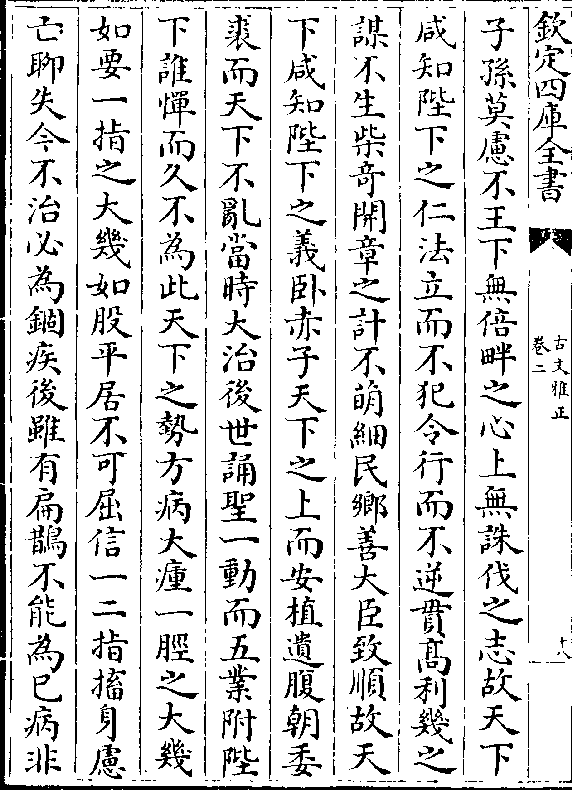 欽定四庫全書
古文雅正
卷二
十八
子孫莫慮不王下無倍畔之心上無誅伐之志故天下
咸知陛下之仁法立而不犯令行而不逆貫髙利幾之
謀不生柴竒開章之計不萌細民鄉善大臣致順故天
下咸知陛下之義卧赤子天下之上而安植遺腹朝委
裘而天下不亂當時大治後世誦聖一動而五業附陛
下誰憚而久不為此天下之勢方病大瘇一脛之大幾
如要一指之大幾如股平居不可屈信一二指搐身慮
亡聊失今不治必為錮疾後雖有扁鵲不能為已病非